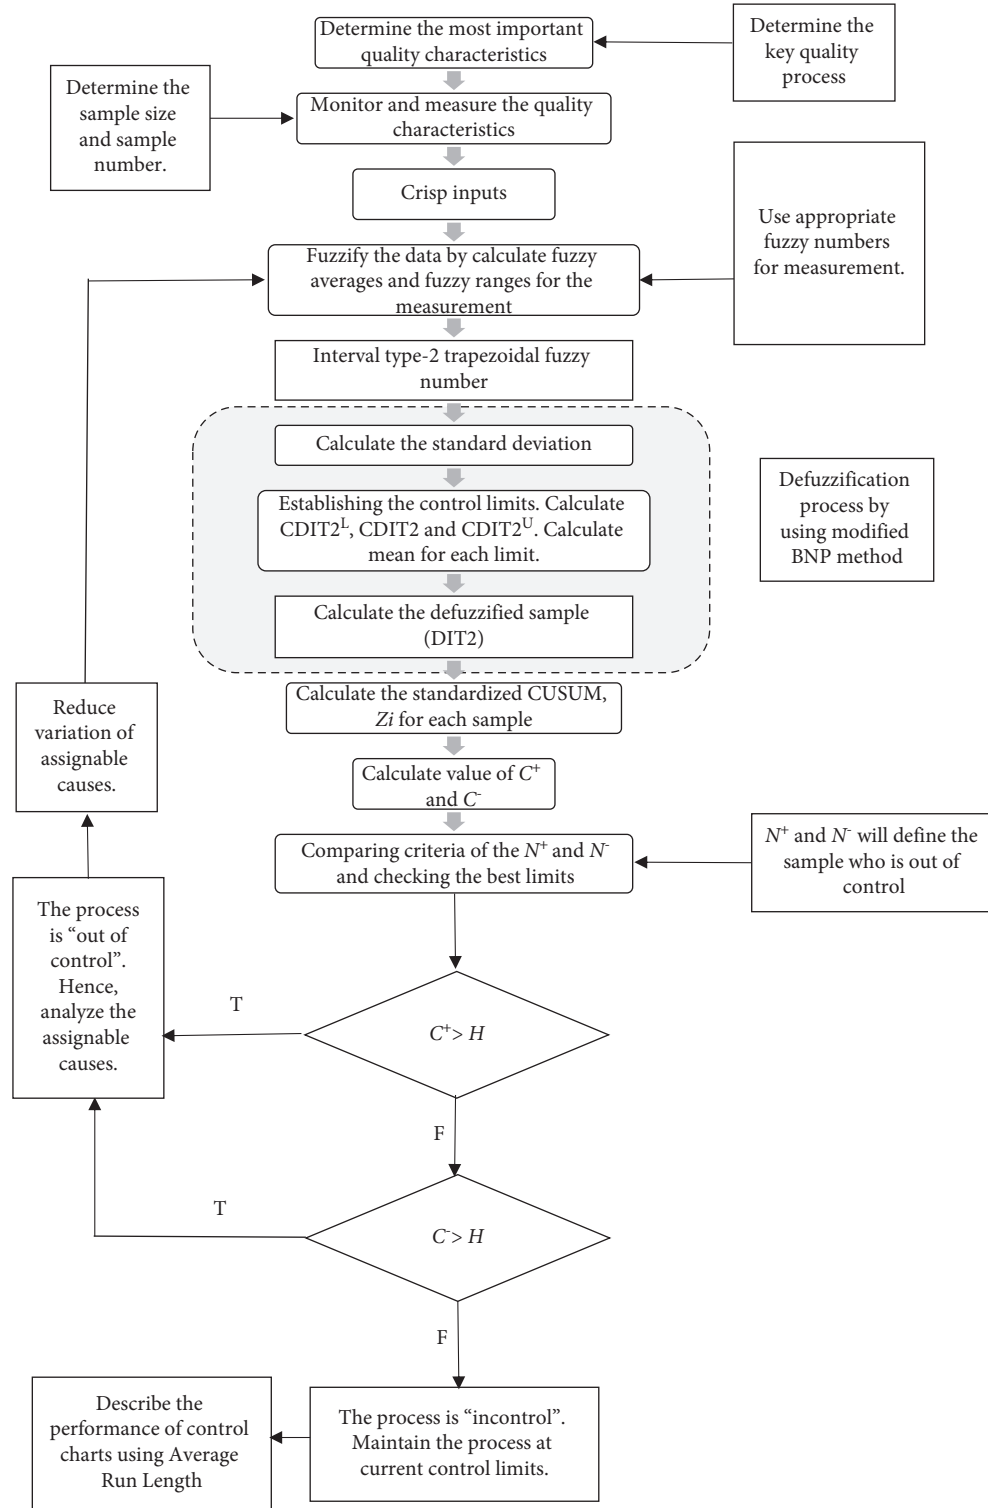 Determine the most important
quality characteristics
Determine the
key quality
process
Determine the
sample size
and sample
number.
Monitor and measure the quality
characteristics
Crisp inputs
Use appropriate
fuzzy numbers
for measurement.
Fuzzify the data by calculate fuzzy
averages and fuzzy ranges for the
measurement
Interval type-2 trapezoidal fuzzy
number
Calculate the standard deviation
Establishing the control limits. Calculate
CDIT2ᴸ, CDIT2 and CDIT2ᵁ. Calculate
mean for each limit.
Defuzzification
process by
using modified
BNP method
Calculate the defuzzified sample
(DIT2)
Calculate the standardized CUSUM,
Zi for each sample
Reduce
variation of
assignable
causes.
Calculate value of C⁺
and C⁻
Comparing criteria of the N⁺ and N⁻
and checking the best limits
N⁺ and N⁻ will define the
sample who is out of
control
The process
is “out of
control”.
Hence,
analyze the
assignable
causes.
T
C⁺> H
F
T
C⁻> H
F
Describe the
performance of control
charts using Average
Run Length
The process is “incontrol”.
Maintain the process at
current control limits.